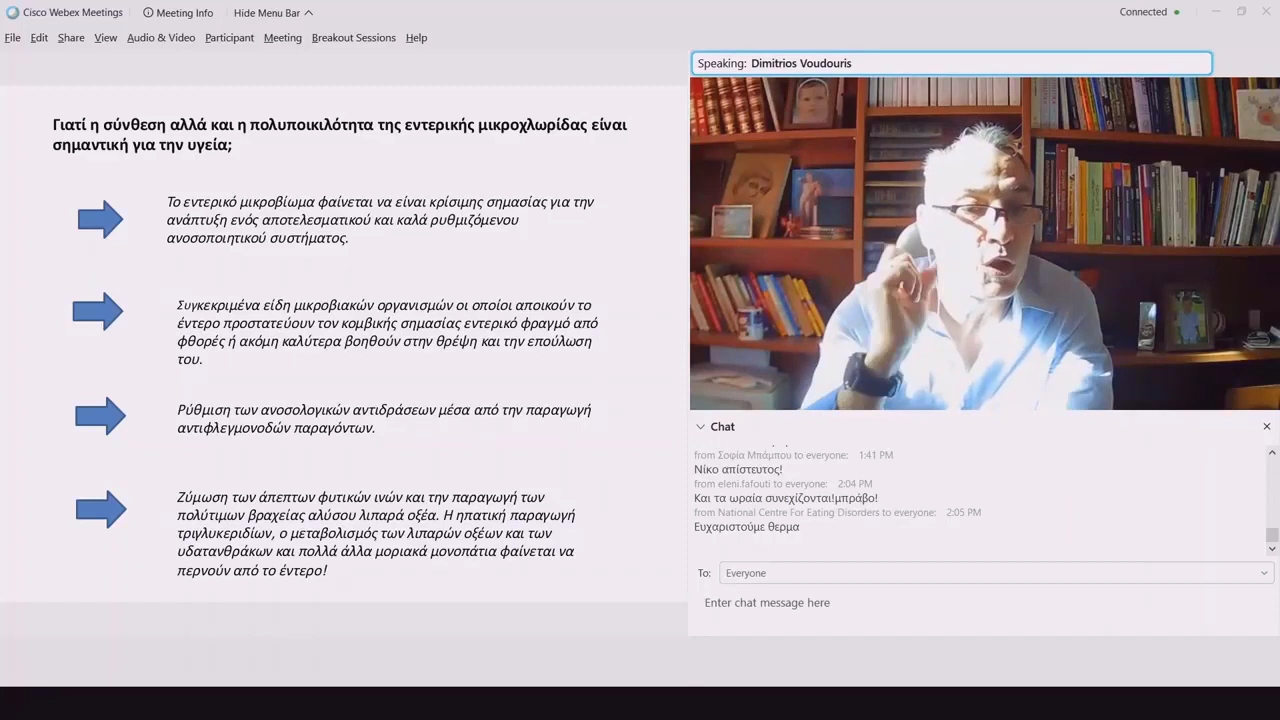 Cisco Webex Meetings
Meeting Info
Hide Menu Bar
Connected
File Edit Share View Audio & Video Participant Meeting Breakout Sessions Help
Speaking: Dimitrios Voudouris
Γιατί η σύνθεση αλλά και η πολυποικιλότητα της εντερικής μικροχλωρίδας είναι
σημαντική για την υγεία;
Το εντερικό μικροβίωμα φαίνεται να είναι κρίσιμης σημασίας για την
ανάπτυξη ενός αποτελεσματικού και καλά ρυθμιζόμενου
ανοσοποιητικού συστήματος.
Συγκεκριμένα είδη μικροβιακών οργανισμών οι οποίοι αποικούν το
έντερο προστατεύουν τον κομβικής σημασίας εντερικό φραγμό από
φθορές ή ακόμη καλύτερα βοηθούν στην θρέψη και την επούλωση
του.
Ρύθμιση των ανοσολογικών αντιδράσεων μέσα από την παραγωγή
αντιφλεγμονοδών παραγόντων.
Ζύμωση των άπεπτων φυτικών ινών και την παραγωγή των
πολύτιμων βραχείας αλύσου λιπαρά οξέα. Η ηπατική παραγωγή
τριγλυκεριδίων, ο μεταβολισμός των λιπαρών οξέων και των
υδατανθράκων και πολλά άλλα μοριακά μονοπάτια φαίνεται να
περνούν από το έντερο!
Chat
from Σοφία Μπάμπου to everyone: 1:41 PM
Νίκο απίστευτος!
from eleni.fafouti to everyone: 2:04 PM
Και τα ωραία συνεχίζονται!μπράβο!
from National Centre For Eating Disorders to everyone: 2:05 PM
Ευχαριστούμε θερμα
To: Everyone
Enter chat message here